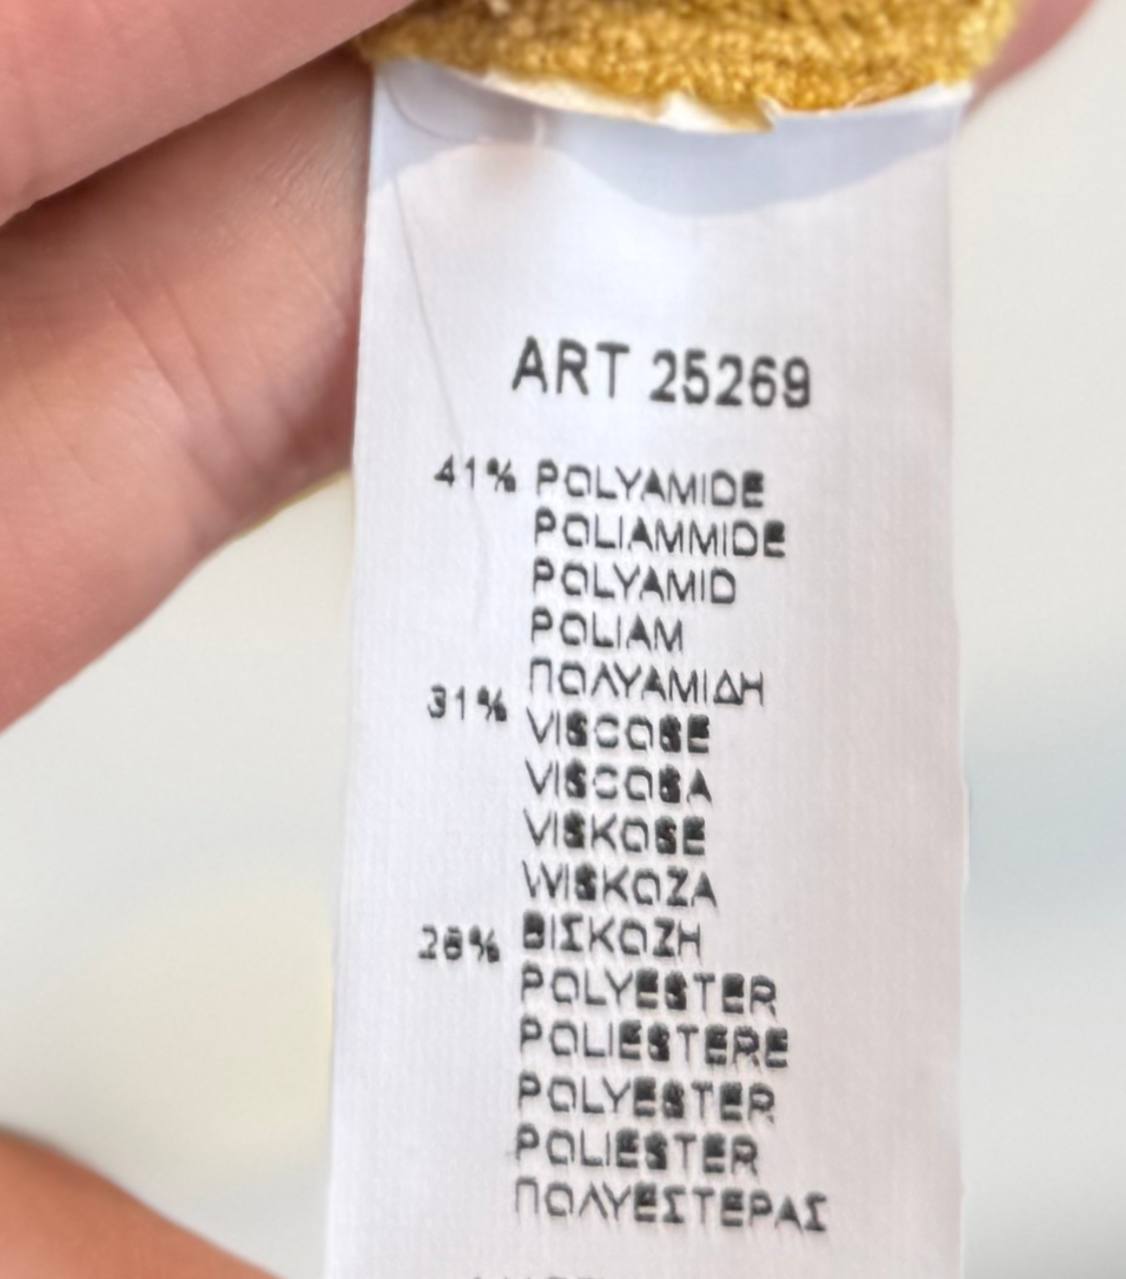 ART 25269
41% POLYAMIDE
POLIAMMIDE
POLYAMID
POLIAM
ΠΟΛΥΑΜΙΔΗ
31% VISCOSE
VISCOSA
VISKOSE
WISKOZA
ΒΙΣΚΟΖΗ
28% POLYESTER
POLIESTERE
POLYESTER
POLIESTER
ΠΟΛΥΕΣΤΕΡΑΣ